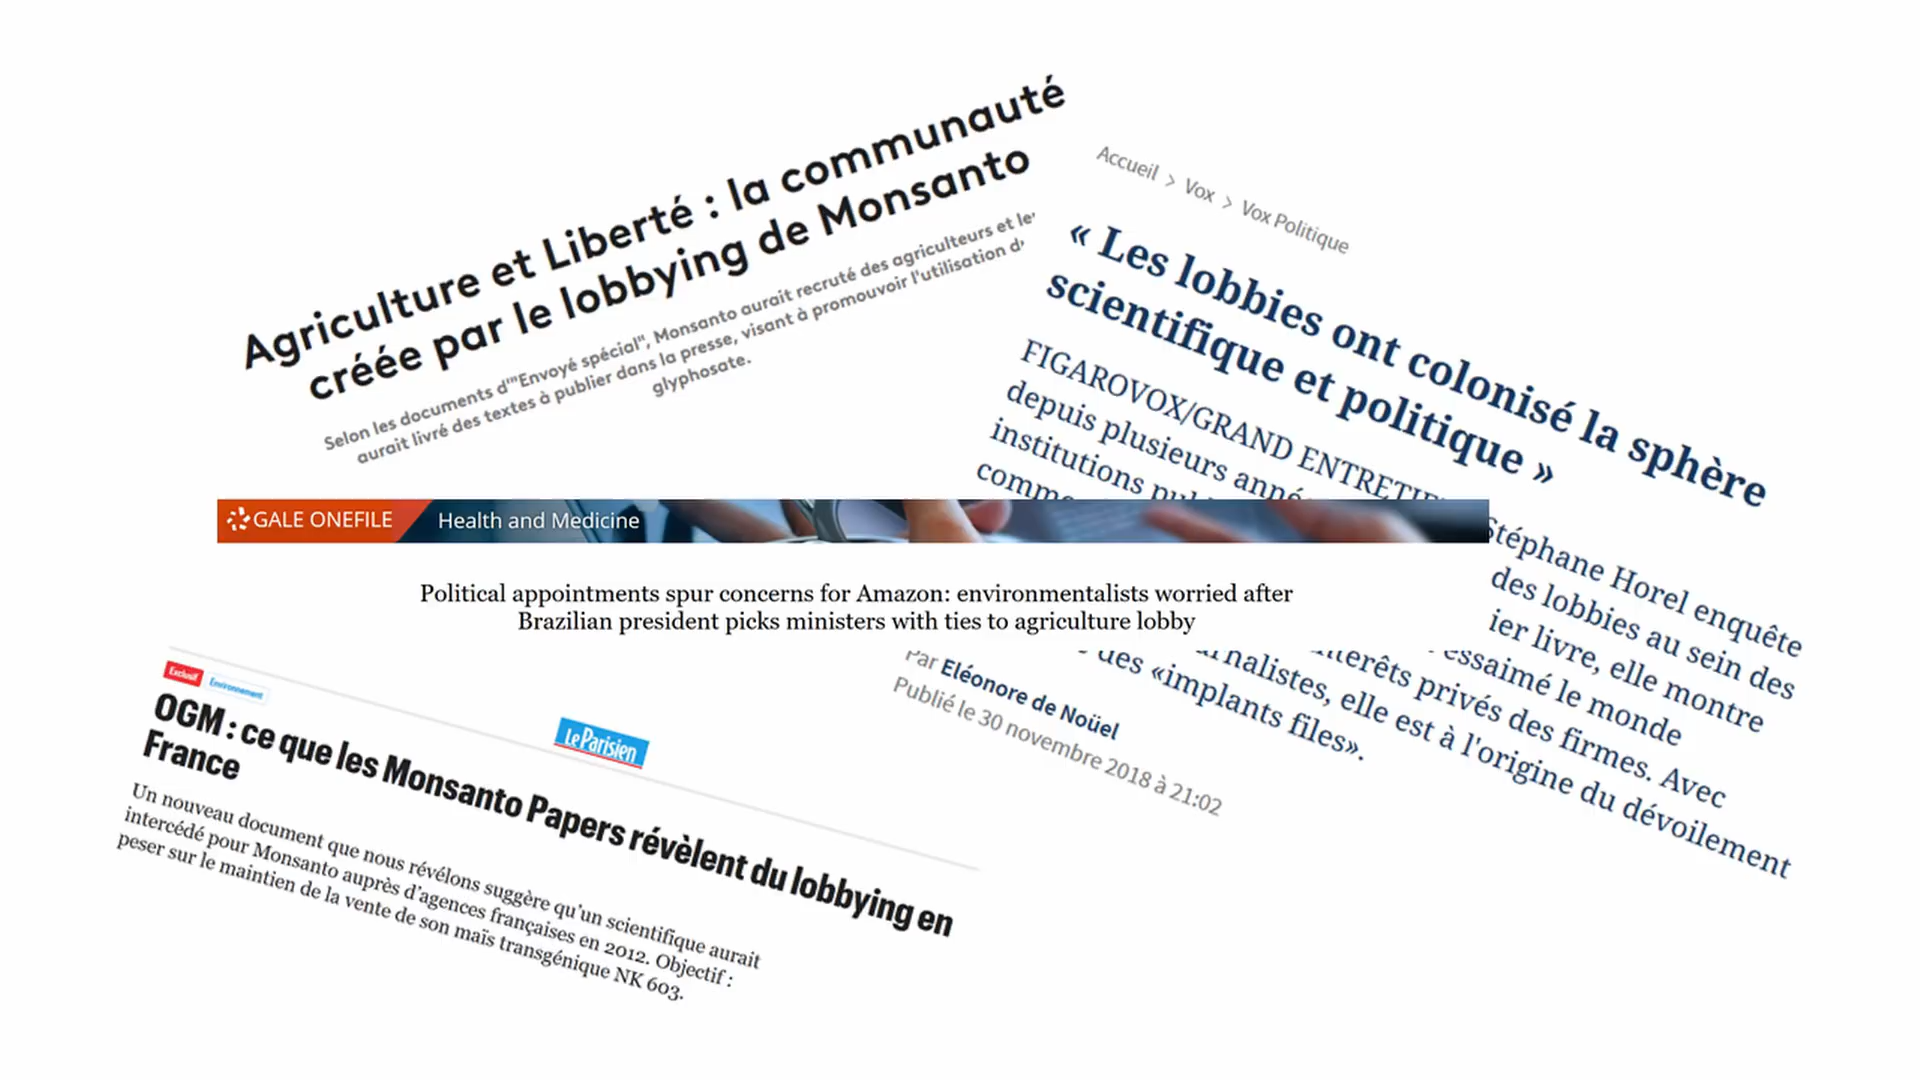 Agriculture et Liberté : la communauté
créée par le lobbying de Monsanto
Selon les documents d'"Envoyé spécial", Monsanto aurait recruté des agriculteurs et le
aurait livré des textes à publier dans la presse, visant à promouvoir l'utilisation d
glyphosate.
Accueil > Vox > Vox Politique
« Les lobbies ont colonisé la sphère
scientifique et politique »
FIGAROVOX/GRAND ENTRETIE Stéphane Horel enquête
depuis plusieurs anné des lobbies au sein des
institutions pu ier livre, elle montre
comme essaimé le monde
intérêts privés des firmes. Avec
rnalistes, elle est à l'origine du dévoilement
des «implants files».
Par Eléonore de Noüel
Publié le 30 novembre 2018 à 21:02
GALE ONEFILE Health and Medicine
Political appointments spur concerns for Amazon: environmentalists worried after
Brazilian president picks ministers with ties to agriculture lobby
Exclusif Environnement
Le Parisien
OGM : ce que les Monsanto Papers révèlent du lobbying en
France
Un nouveau document que nous révélons suggère qu'un scientifique aurait
intercédé pour Monsanto auprès d'agences françaises en 2012. Objectif :
peser sur le maintien de la vente de son maïs transgénique NK 603.